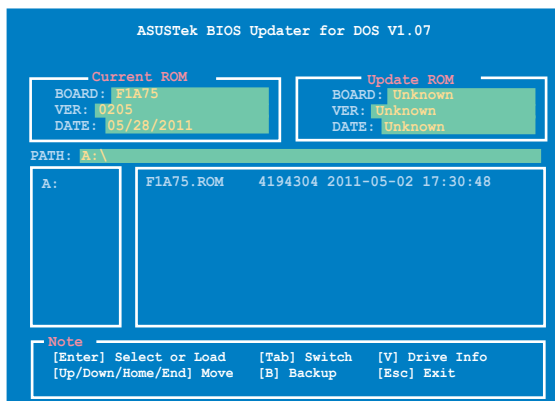 ASUSTek BIOS Updater for DOS V1.07
Current ROM
BOARD: F1A75
VER: 0205
DATE: 05/28/2011
Update ROM
BOARD: Unknown
VER: Unknown
DATE: Unknown
PATH: A:\
A:
F1A75.ROM 4194304 2011-05-02 17:30:48
Note
[Enter] Select or Load [Tab] Switch [V] Drive Info
[Up/Down/Home/End] Move [B] Backup [Esc] Exit